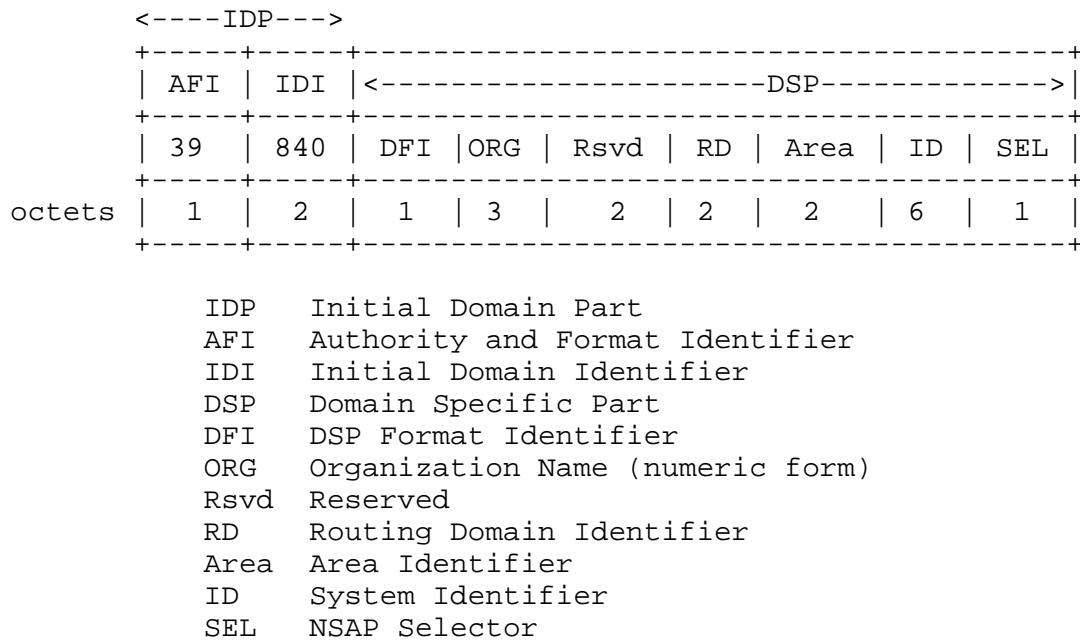 <----IDP--->
+-----+-----+----------------------------------------+
| AFI | IDI |<----------------------DSP------------->|
+-----+-----+----------------------------------------+
| 39 | 840 | DFI |ORG | Rsvd | RD | Area | ID | SEL |
+-----+-----+----------------------------------------+
octets | 1 | 2 | 1 | 3 | 2 | 2 | 2 | 6 | 1 |
+-----+-----+----------------------------------------+
IDP Initial Domain Part
AFI Authority and Format Identifier
IDI Initial Domain Identifier
DSP Domain Specific Part
DFI DSP Format Identifier
ORG Organization Name (numeric form)
Rsvd Reserved
RD Routing Domain Identifier
Area Area Identifier
ID System Identifier
SEL NSAP Selector